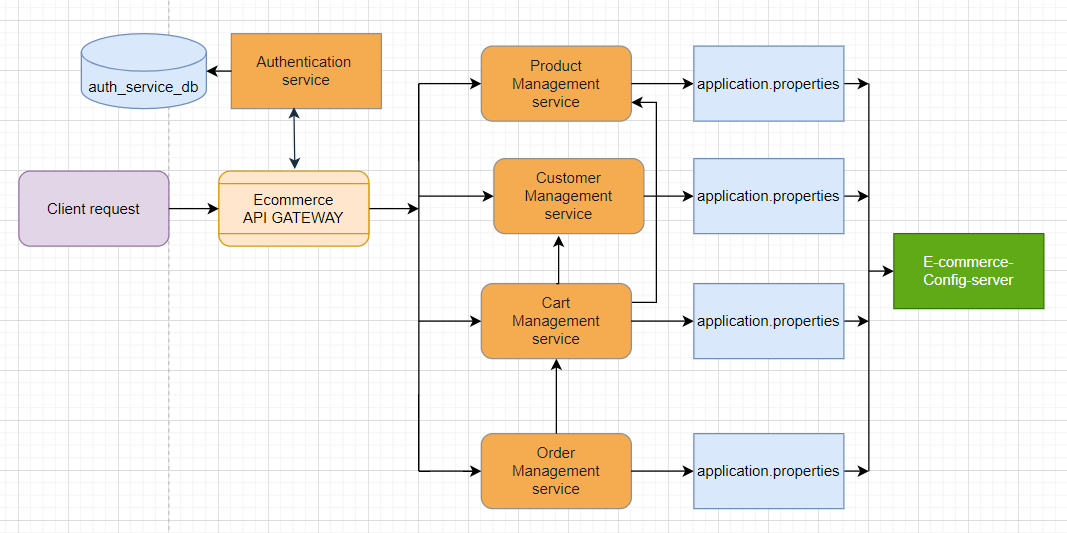 auth_service_db
Authentication
service
Client request
Ecommerce
API GATEWAY
Product
Management
service
application.properties
Customer
Management
service
application.properties
Cart
Management
service
application.properties
Order
Management
service
application.properties
E-commerce-
Config-server